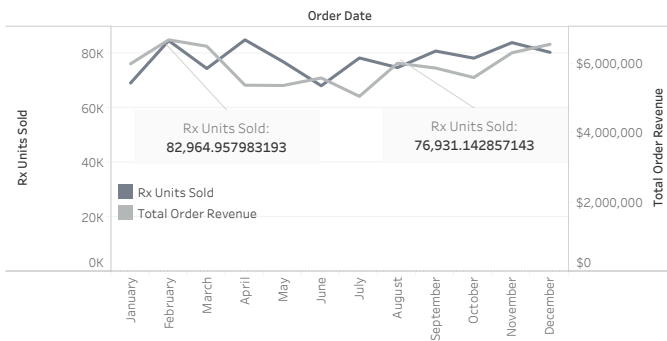 Order Date
80K
60K
40K
20K
0K
Rx Units Sold
$6,000,000
$4,000,000
$2,000,000
$0
Total Order Revenue
Rx Units Sold:
82,964.957983193
Rx Units Sold:
76,931.142857143
Rx Units Sold
Total Order Revenue
January
February
March
April
May
June
July
August
September
October
November
December